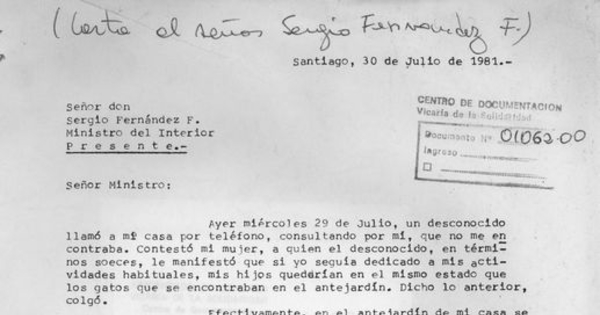 (Carta al señor Sergio Fernandez F.)
Santiago, 30 de Julio de 1981.-
Señor don
Sergio Fernández F.
Ministro del Interior
P r e s e n t e.-
CENTRO DE DOCUMENTACION
Vicaría de la Solidaridad
Documento Nº 0106200
Ingreso
Señor Ministro:
Ayer miércoles 29 de Julio, un desconocido
llamó a mi casa por teléfono, consultando por mí, que no me en
contraba. Contestó mi mujer, a quien el desconocido, en térmi
nos soeces, le manifestó que si yo seguía dedicado a mis acti-
vidades habituales, mis hijos quedarían en el mismo estado que
los gatos que se encontraban en el antejardín. Dicho lo anterior,
colgó.
Efectivamente, en el antejardín de mi casa se